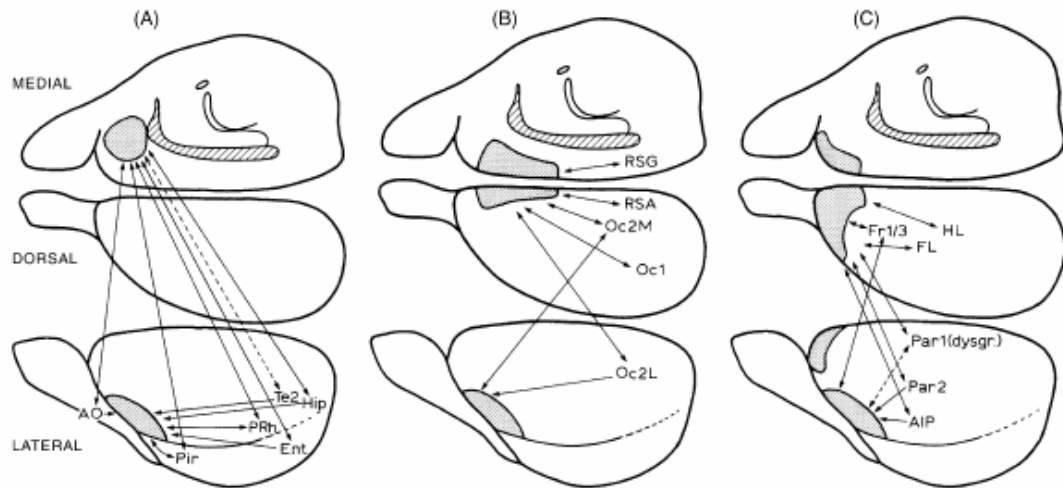 (A) (B) (C)
MEDIAL
RSG
RSA
Oc2M
Oc1
Fr1/3
HL
FL
DORSAL
Par1(dysgr.)
Oc2L
Par2
AO
Te2
Hip
PRh
AIP
Ent
Pir
LATERAL